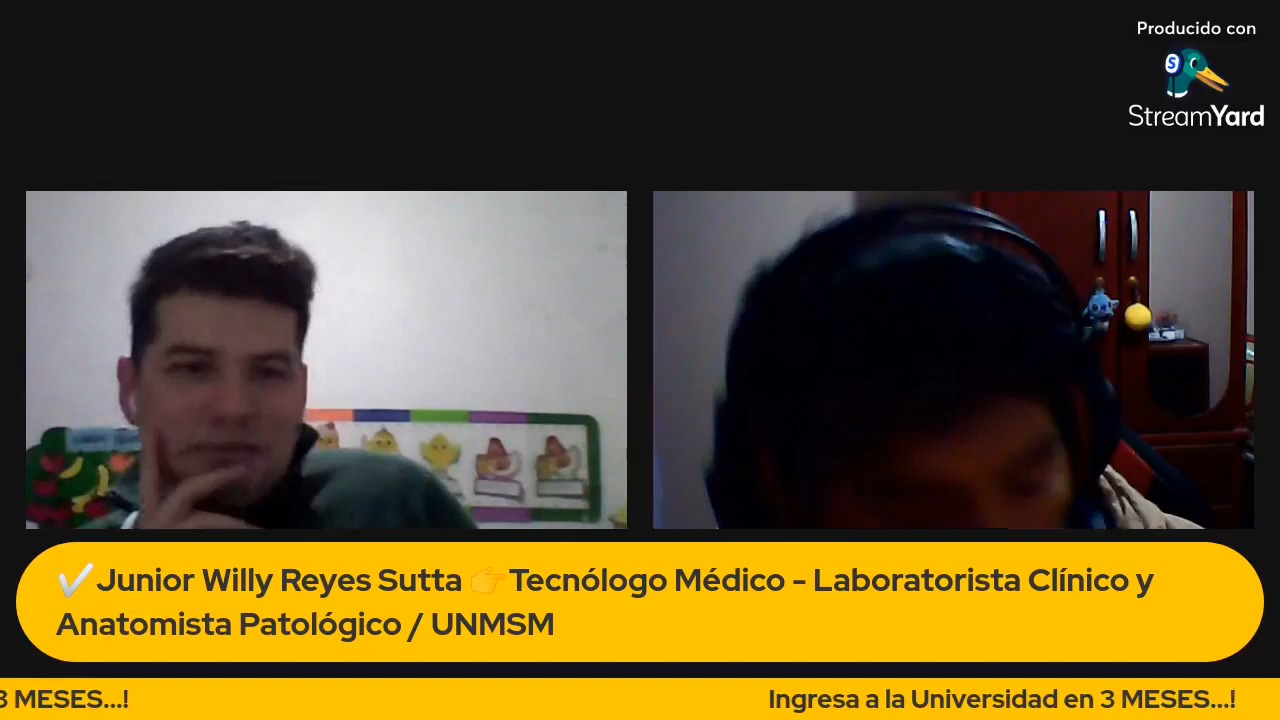 Producido con
StreamYard
✔️Junior Willy Reyes Sutta 👉Tecnólogo Médico - Laboratorista Clínico y
Anatomista Patológico / UNMSM
3 MESES...! Ingresa a la Universidad en 3 MESES...!